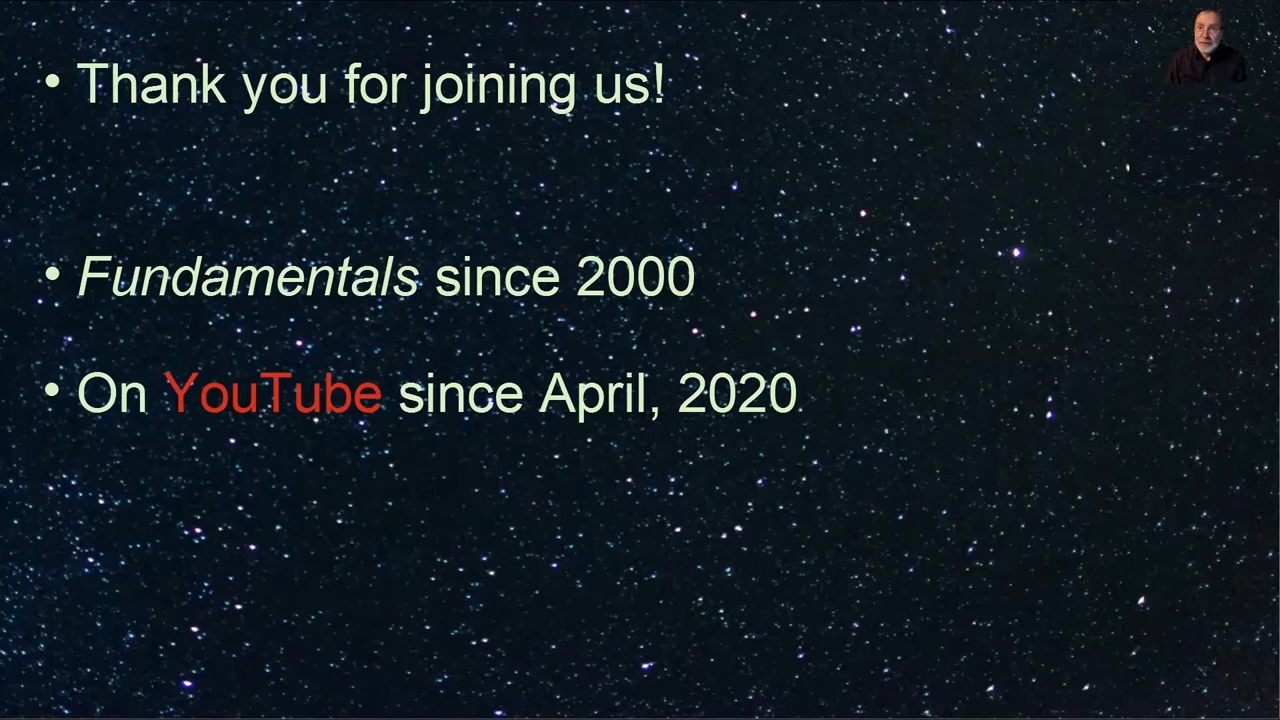 • Thank you for joining us!
• Fundamentals since 2000
• On YouTube since April, 2020